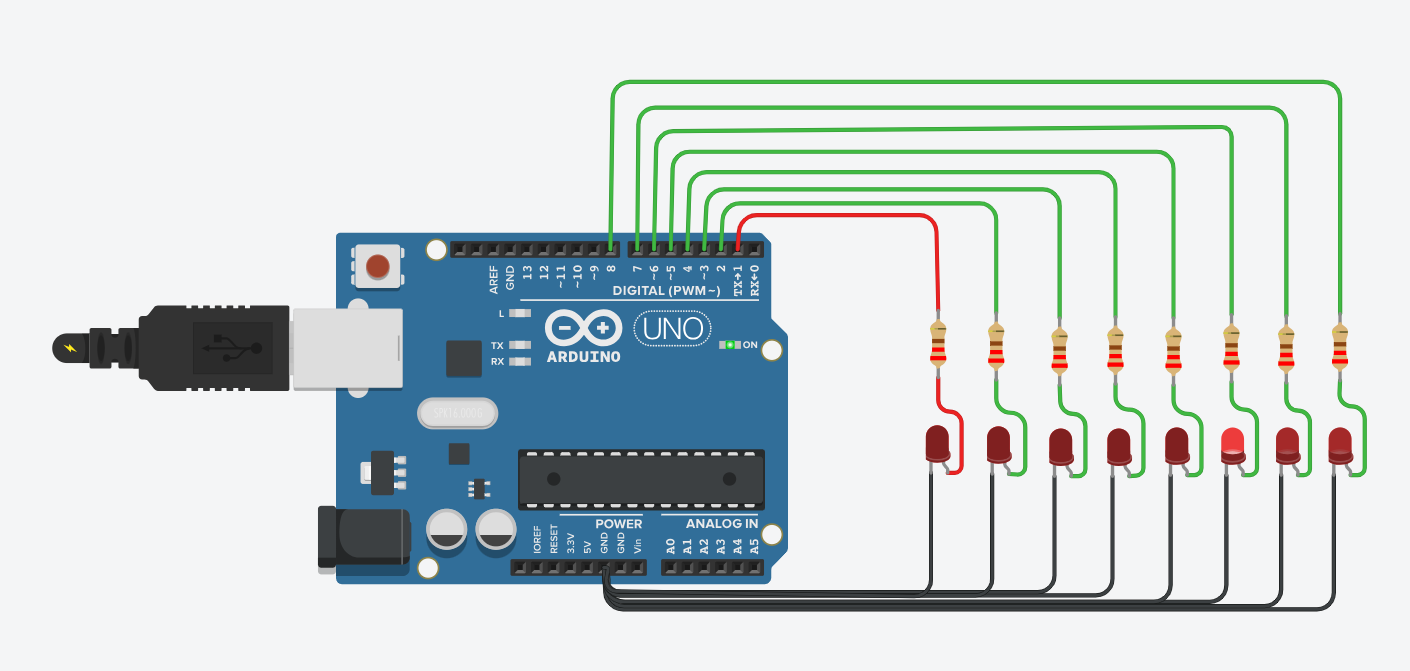 AREF
GND
13
12
~11
~10
~9
8
7
~6
~5
4
~3
2
TX→1
RX←0
DIGITAL (PWM~)
L
TX
RX
ARDUINO
UNO
ON
SPK16.000G
POWER
ANALOG IN
IOREF
RESET
3.3V
5V
GND
GND
Vin
A0
A1
A2
A3
A4
A5